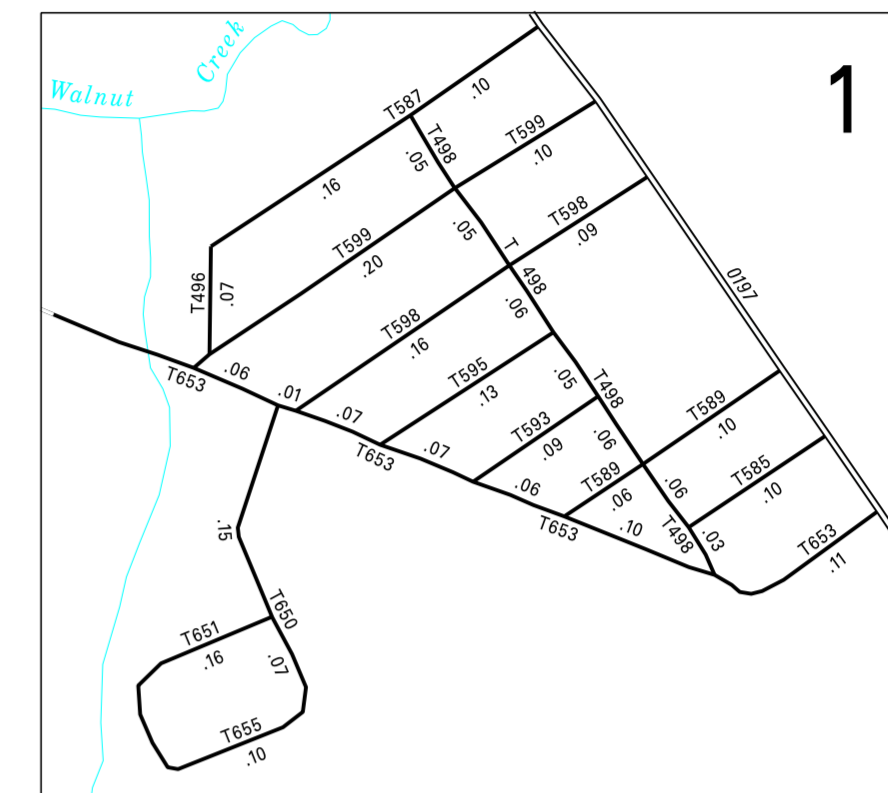 Walnut
Creek
1
T587
.10
T498
T599
.05
.10
.16
T598
T599
.05
.09
.20
T
498
0197
T496
.07
.06
T598
.16
T653
.06
.01
T595
.05
T498
.13
T589
.07
.10
T593
.06
T653
.07
.09
T589
T585
.06
.06
.06
.10
T653
.10
T498
.03
T653
.11
.15
T650
T651
.16
.07
T655
.10